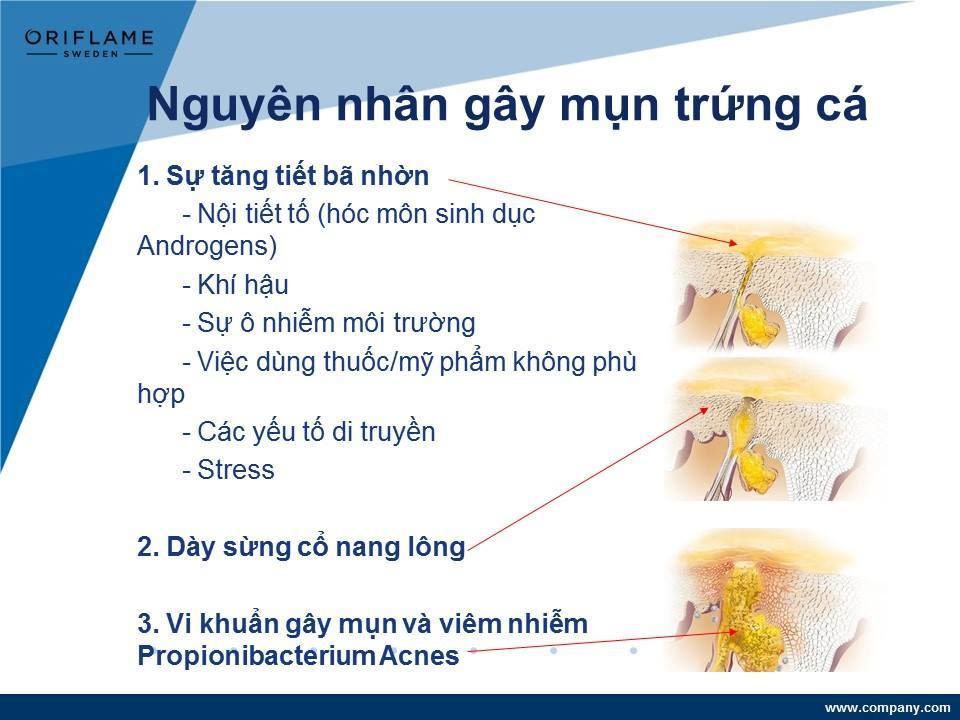 ORIFLAME
SWEDEN
Nguyên nhân gây mụn trứng cá
1. Sự tăng tiết bã nhờn
- Nội tiết tố (hóc môn sinh dục
Androgens)
- Khí hậu
- Sự ô nhiễm môi trường
- Việc dùng thuốc/mỹ phẩm không phù
hợp
- Các yếu tố di truyền
- Stress
2. Dày sừng cổ nang lông
3. Vi khuẩn gây mụn và viêm nhiễm
Propionibacterium Acnes
www.company.com